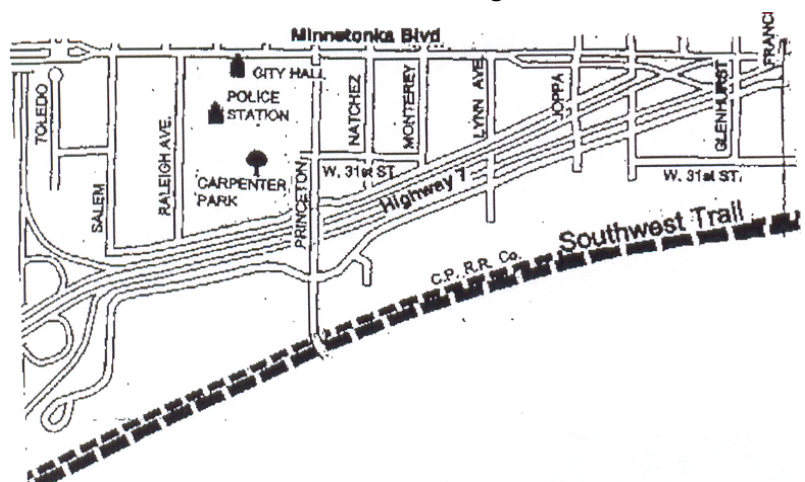 Minnetonka Blvd
FRANCI
CITY HALL
POLICE
STATION
TOLEDO
NATCHEZ
MONTEREY
LYNN AVE.
JOPPA
GLENHURST
RALEIGH AVE.
CARPENTER
PARK
SALEM
PRINCETON
W. 31st ST.
W. 31st ST.
Highway 7
Southwest Trail
C.P. R.R. Co.